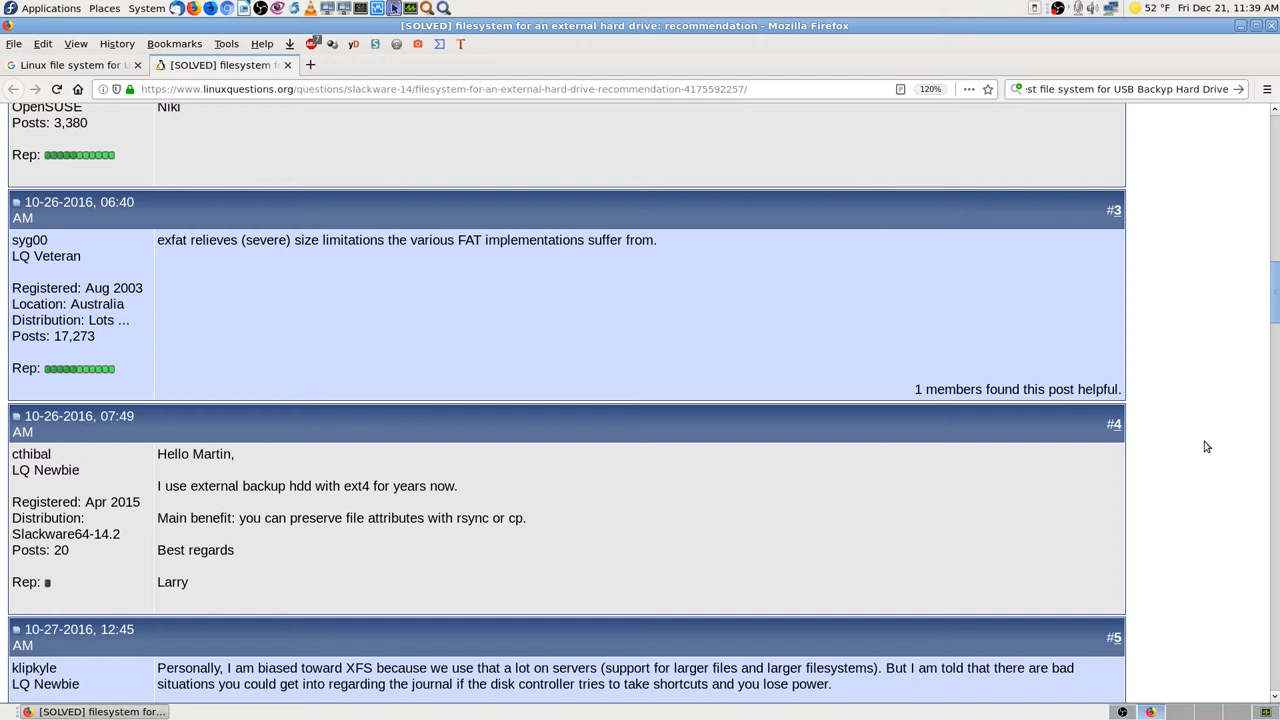 Applications Places System 52 °F Fri Dec 21, 11:39 AM
[SOLVED] filesystem for an external hard drive: recommendation - Mozilla Firefox
File Edit View History Bookmarks Tools Help
Linux file system for U [SOLVED] filesystem f
https://www.linuxquestions.org/questions/slackware-14/filesystem-for-an-external-hard-drive-recommendation-4175592257/ 120% st file system for USB Backyp Hard Drive
OpenSUSE
Posts: 3,380
Rep:
Niki
10-26-2016, 06:40
AM
#3
syg00
LQ Veteran
Registered: Aug 2003
Location: Australia
Distribution: Lots ...
Posts: 17,273
Rep:
exfat relieves (severe) size limitations the various FAT implementations suffer from.
1 members found this post helpful.
10-26-2016, 07:49
AM
#4
cthibal
LQ Newbie
Registered: Apr 2015
Distribution:
Slackware64-14.2
Posts: 20
Rep:
Hello Martin,
I use external backup hdd with ext4 for years now.
Main benefit: you can preserve file attributes with rsync or cp.
Best regards
Larry
10-27-2016, 12:45
AM
#5
klipkyle
LQ Newbie
Personally, I am biased toward XFS because we use that a lot on servers (support for larger files and larger filesystems). But I am told that there are bad
situations you could get into regarding the journal if the disk controller tries to take shortcuts and you lose power.
[SOLVED] filesystem for...